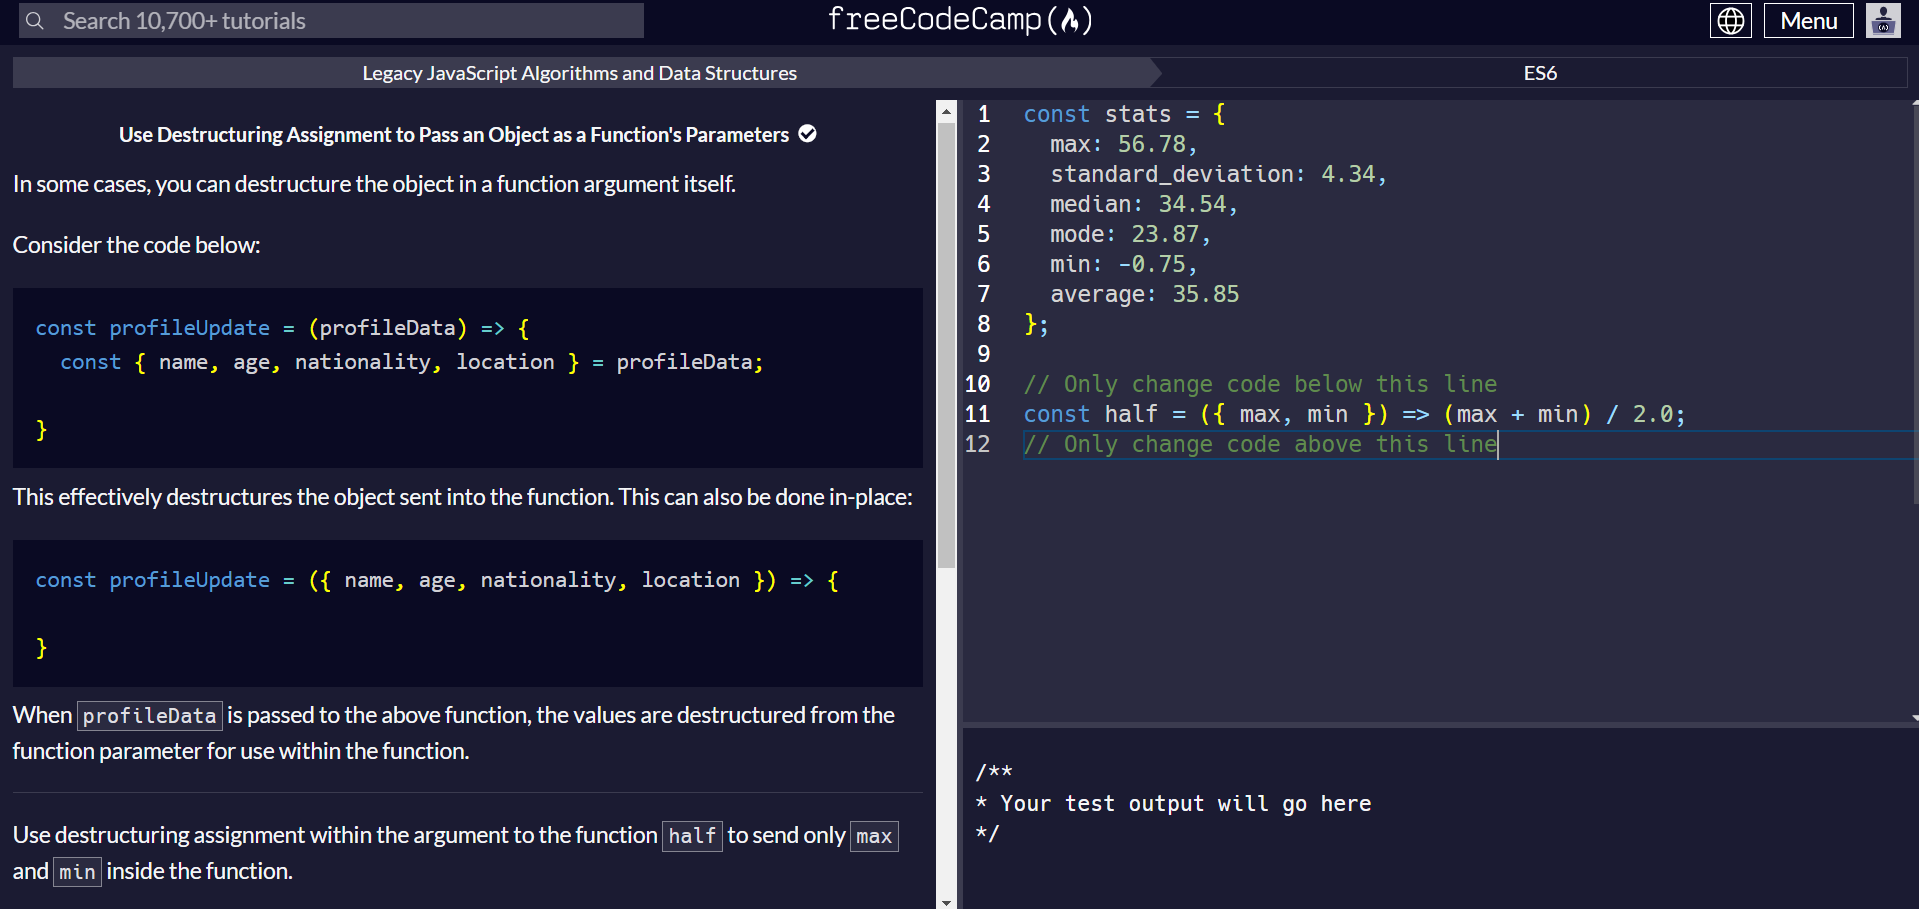 Search 10,700+ tutorials
freeCodeCamp(🔥)
Menu
Legacy JavaScript Algorithms and Data Structures
ES6
Use Destructuring Assignment to Pass an Object as a Function's Parameters
In some cases, you can destructure the object in a function argument itself.
Consider the code below:
const profileUpdate = (profileData) => {
  const { name, age, nationality, location } = profileData;
}
This effectively destructures the object sent into the function. This can also be done in-place:
const profileUpdate = ({ name, age, nationality, location }) => {
}
When profileData is passed to the above function, the values are destructured from the
function parameter for use within the function.
Use destructuring assignment within the argument to the function half to send only max
and min inside the function.
1 const stats = {
2   max: 56.78,
3   standard_deviation: 4.34,
4   median: 34.54,
5   mode: 23.87,
6   min: -0.75,
7   average: 35.85
8 };
9
10 // Only change code below this line
11 const half = ({ max, min }) => (max + min) / 2.0;
12 // Only change code above this line
/**
* Your test output will go here
*/